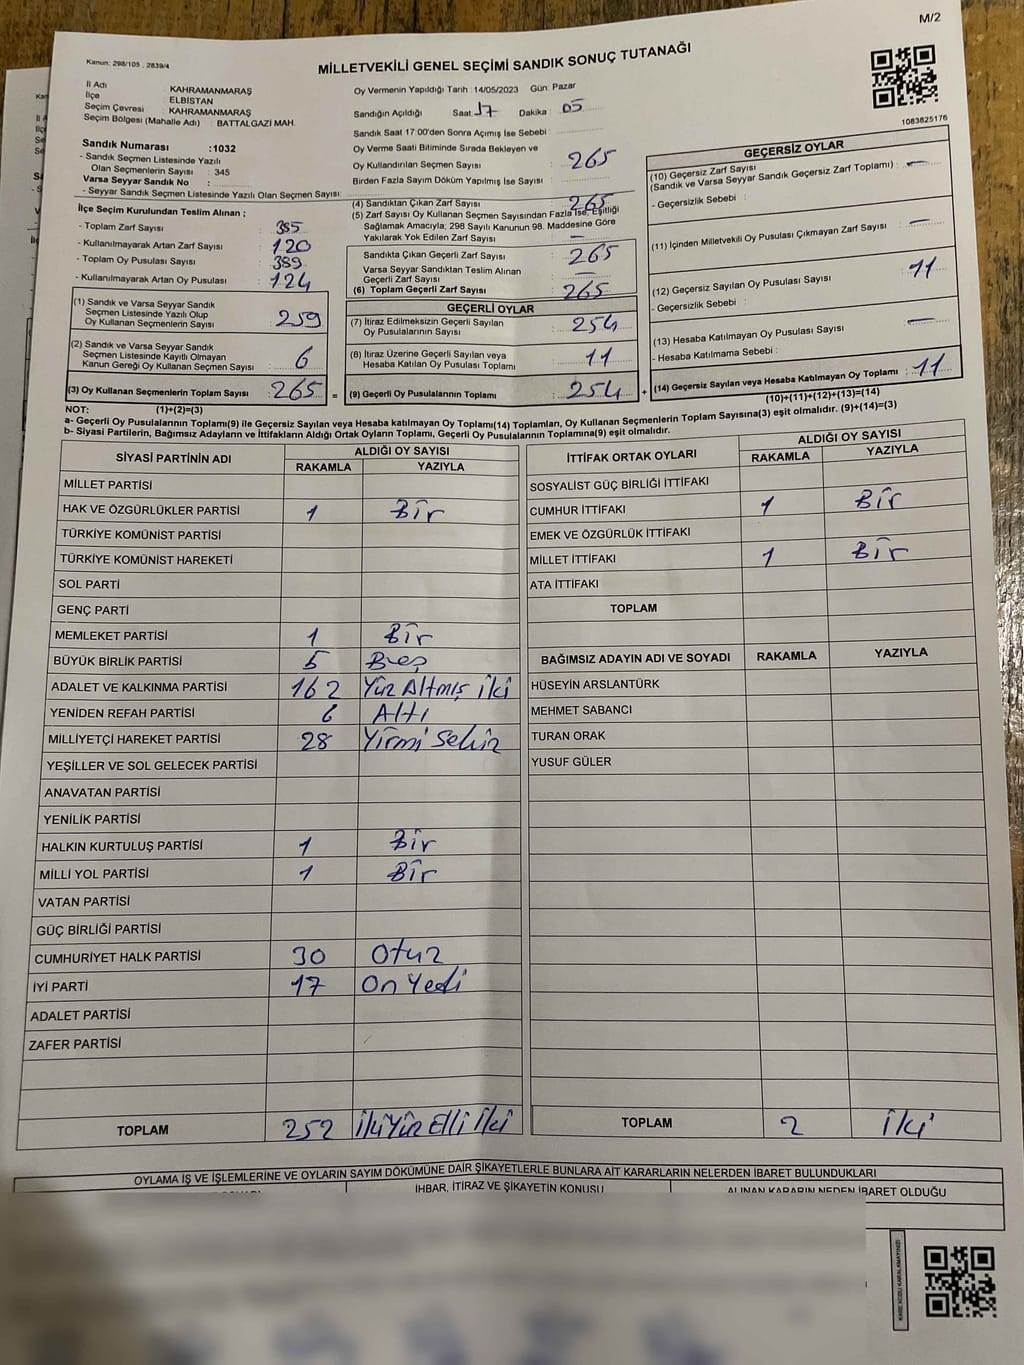 M/2
Kanun: 298/105 , 2839/4
MİLLETVEKİLİ GENEL SEÇİMİ SANDIK SONUÇ TUTANAĞI
İl Adı : KAHRAMANMARAŞ
İlçe : ELBİSTAN
Seçim Çevresi : KAHRAMANMARAŞ
Seçim Bölgesi (Mahalle Adı) : BATTALGAZİ MAH.
Oy Vermenin Yapıldığı Tarih : 14/05/2023 Gün: Pazar
Sandığın Açıldığı Saat 17 Dakika 05
Sandık Saat 17:00'den Sonra Açımış İse Sebebi :
1083825176
Sandık Numarası :1032
- Sandık Seçmen Listesinde Yazılı
Olan Seçmenlerin Sayısı : 345
Varsa Seyyar Sandık No :
- Seyyar Sandık Seçmen Listesinde Yazılı Olan Seçmen Sayısı:
Oy Verme Saati Bitiminde Sırada Bekleyen ve
Oy Kullandırılan Seçmen Sayısı : 265
Birden Fazla Sayım Döküm Yapılmış İse Sayısı :
İlçe Seçim Kurulundan Teslim Alınan ;
- Toplam Zarf Sayısı : 385
- Kullanılmayarak Artan Zarf Sayısı : 120
- Toplam Oy Pusulası Sayısı : 389
- Kullanılmayarak Artan Oy Pusulası : 124
(1) Sandık ve Varsa Seyyar Sandık
Seçmen Listesinde Yazılı Olup
Oy Kullanan Seçmenlerin Sayısı : 259
(2) Sandık ve Varsa Seyyar Sandık
Seçmen Listesinde Kayıtlı Olmayan
Kanun Gereği Oy Kullanan Seçmen Sayısı : 6
(3) Oy Kullanan Seçmenlerin Toplam Sayısı : 265 =
(4) Sandıktan Çıkan Zarf Sayısı : 265
(5) Zarf Sayısı Oy Kullanan Seçmen Sayısından Fazla İse, Eşitliği
Sağlamak Amacıyla; 298 Sayılı Kanunun 98. Maddesine Göre
Yakılarak Yok Edilen Zarf Sayısı : —
Sandıkta Çıkan Geçerli Zarf Sayısı : 265
Varsa Seyyar Sandıktan Teslim Alınan
Geçerli Zarf Sayısı : —
(6) Toplam Geçerli Zarf Sayısı : 265
GEÇERLİ OYLAR
(7) İtiraz Edilmeksizin Geçerli Sayılan
Oy Pusulalarının Sayısı : 254
(8) İtiraz Üzerine Geçerli Sayılan veya
Hesaba Katılan Oy Pusulası Toplamı : 11
(9) Geçerli Oy Pusulalarının Toplamı : 254 +
GEÇERSİZ OYLAR
(10) Geçersiz Zarf Sayısı
(Sandık ve Varsa Seyyar Sandık Geçersiz Zarf Toplamı) : —
- Geçersizlik Sebebi :
(11) İçinden Milletvekili Oy Pusulası Çıkmayan Zarf Sayısı : —
(12) Geçersiz Sayılan Oy Pusulası Sayısı : 11
- Geçersizlik Sebebi :
(13) Hesaba Katılmayan Oy Pusulası Sayısı : —
- Hesaba Katılmama Sebebi :
(14) Geçersiz Sayılan veya Hesaba Katılmayan Oy Toplamı : 11
(10)+(11)+(12)+(13)=(14)
NOT: (1)+(2)=(3)
a- Geçerli Oy Pusulalarının Toplamı(9) ile Geçersiz Sayılan veya Hesaba Katılmayan Oy Toplamı(14) Toplamları, Oy Kullanan Seçmenlerin Toplam Sayısına(3) eşit olmalıdır. (9)+(14)=(3)
b- Siyasi Partilerin, Bağımsız Adayların ve İttifakların Aldığı Ortak Oyların Toplamı, Geçerli Oy Pusulalarının Toplamına(9) eşit olmalıdır.
SİYASİ PARTİNİN ADI ALDIĞI OY SAYISI
RAKAMLA YAZIYLA
MİLLET PARTİSİ
HAK VE ÖZGÜRLÜKLER PARTİSİ 1 Bir
TÜRKİYE KOMÜNİST PARTİSİ
TÜRKİYE KOMÜNİST HAREKETİ
SOL PARTİ
GENÇ PARTİ
MEMLEKET PARTİSİ 1 Bir
BÜYÜK BİRLİK PARTİSİ 5 Beş
ADALET VE KALKINMA PARTİSİ 162 Yüz Altmış iki
YENİDEN REFAH PARTİSİ 6 Altı
MİLLİYETÇİ HAREKET PARTİSİ 28 Yirmi Sekiz
YEŞİLLER VE SOL GELECEK PARTİSİ
ANAVATAN PARTİSİ
YENİLİK PARTİSİ
HALKIN KURTULUŞ PARTİSİ 1 Bir
MİLLİ YOL PARTİSİ 1 Bir
VATAN PARTİSİ
GÜÇ BİRLİĞİ PARTİSİ
CUMHURİYET HALK PARTİSİ 30 Otuz
İYİ PARTİ 17 On Yedi
ADALET PARTİSİ
ZAFER PARTİSİ
TOPLAM 252 İki Yüz Elli İki
İTTİFAK ORTAK OYLARI ALDIĞI OY SAYISI
RAKAMLA YAZIYLA
SOSYALİST GÜÇ BİRLİĞİ İTTİFAKI
CUMHUR İTTİFAKI 1 Bir
EMEK VE ÖZGÜRLÜK İTTİFAKI
MİLLET İTTİFAKI 1 Bir
ATA İTTİFAKI
TOPLAM
BAĞIMSIZ ADAYIN ADI VE SOYADI RAKAMLA YAZIYLA
HÜSEYİN ARSLANTÜRK
MEHMET SABANCI
TURAN ORAK
YUSUF GÜLER
TOPLAM 2 İki
OYLAMA İŞ VE İŞLEMLERİNE VE OYLARIN SAYIM DÖKÜMÜNE DAİR ŞİKAYETLERLE BUNLARA AİT KARARLARIN NELERDEN İBARET BULUNDUKLARI
İHBAR, İTİRAZ VE ŞİKAYETİN KONUSU
ALINAN KARARIN NEDEN İBARET OLDUĞU